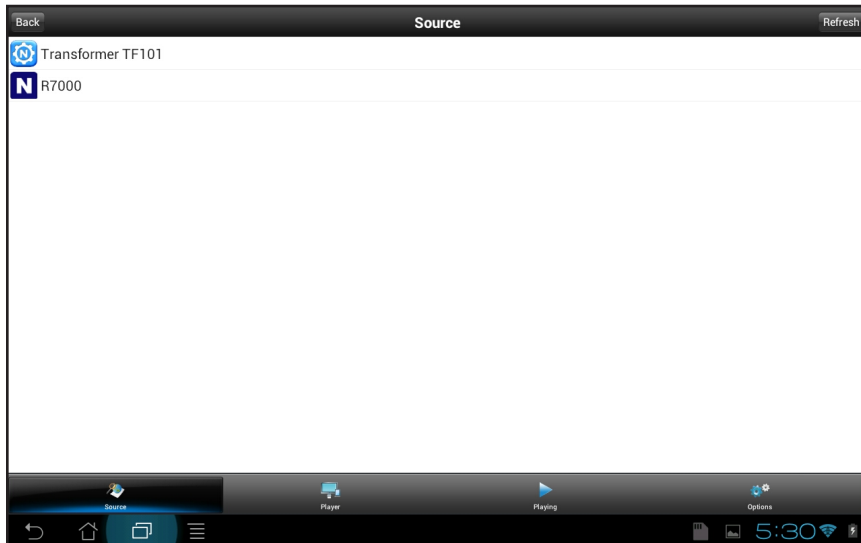 Back
Source
Refresh
N
Transformer TF101
N
R7000
Source
Player
Playing
Options
5:30